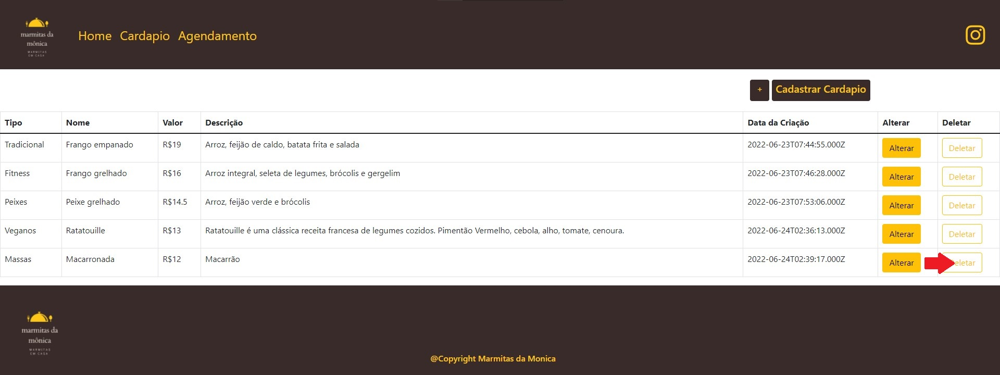 marmitas da
mônica
MARMITAS
EM CASA
Home Cardapio Agendamento
+ Cadastrar Cardapio
Tipo Nome Valor Descrição Data da Criação Alterar Deletar
Tradicional Frango empanado R$19 Arroz, feijão de caldo, batata frita e salada 2022-06-23T07:44:55.000Z Alterar Deletar
Fitness Frango grelhado R$16 Arroz integral, seleta de legumes, brócolis e gergelim 2022-06-23T07:46:28.000Z Alterar Deletar
Peixes Peixe grelhado R$14.5 Arroz, feijão verde e brócolis 2022-06-23T07:53:06.000Z Alterar Deletar
Veganos Ratatouille R$13 Ratatouille é uma clássica receita francesa de legumes cozidos. Pimentão Vermelho, cebola, alho, tomate, cenoura. 2022-06-24T02:36:13.000Z Alterar Deletar
Massas Macarronada R$12 Macarrão 2022-06-24T02:39:17.000Z Alterar eletar
marmitas da
mônica
MARMITAS
EM CASA
@Copyright Marmitas da Monica